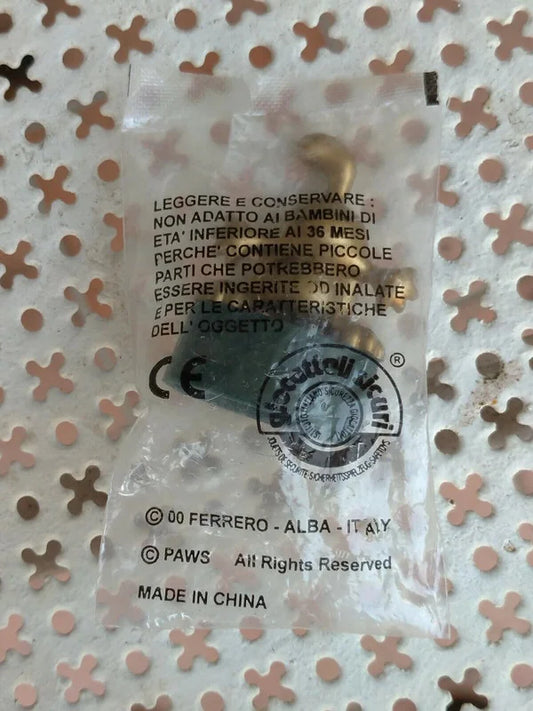 LEGGERE E CONSERVARE :
NON ADATTO AI BAMBINI DI
ETA' INFERIORE AI 36 MESI
PERCHE' CONTIENE PICCOLE
PARTI CHE POTREBBERO
ESSERE INGERITE OD INALATE
E PER LE CARATTERISTICHE
DELL' OGGETTO
CE
®
giocattoli sicuri
© 00 FERRERO - ALBA - ITALY
© PAWS All Rights Reserved
MADE IN CHINA